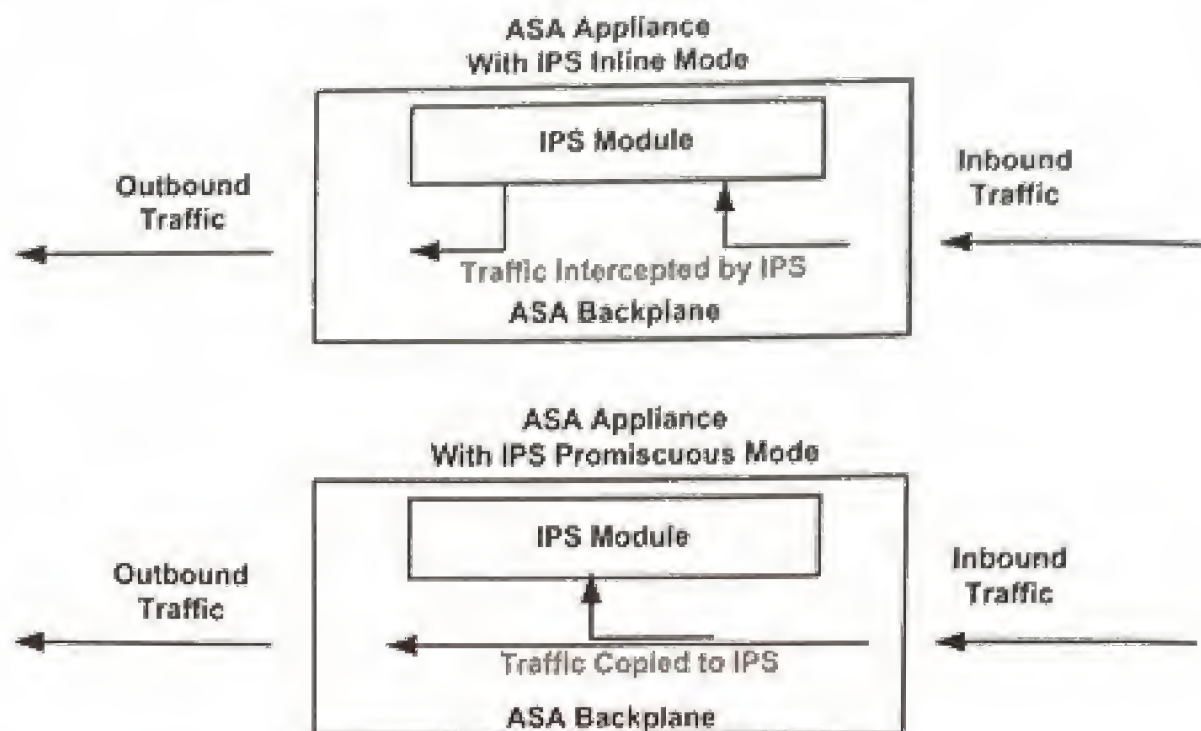 ASA Appliance
With IPS Inline Mode
IPS Module
Outbound
Traffic
Inbound
Traffic
Traffic Intercepted by IPS
ASA Backplane
ASA Appliance
With IPS Promiscuous Mode
IPS Module
Outbound
Traffic
Inbound
Traffic
Traffic Copied to IPS
ASA Backplane